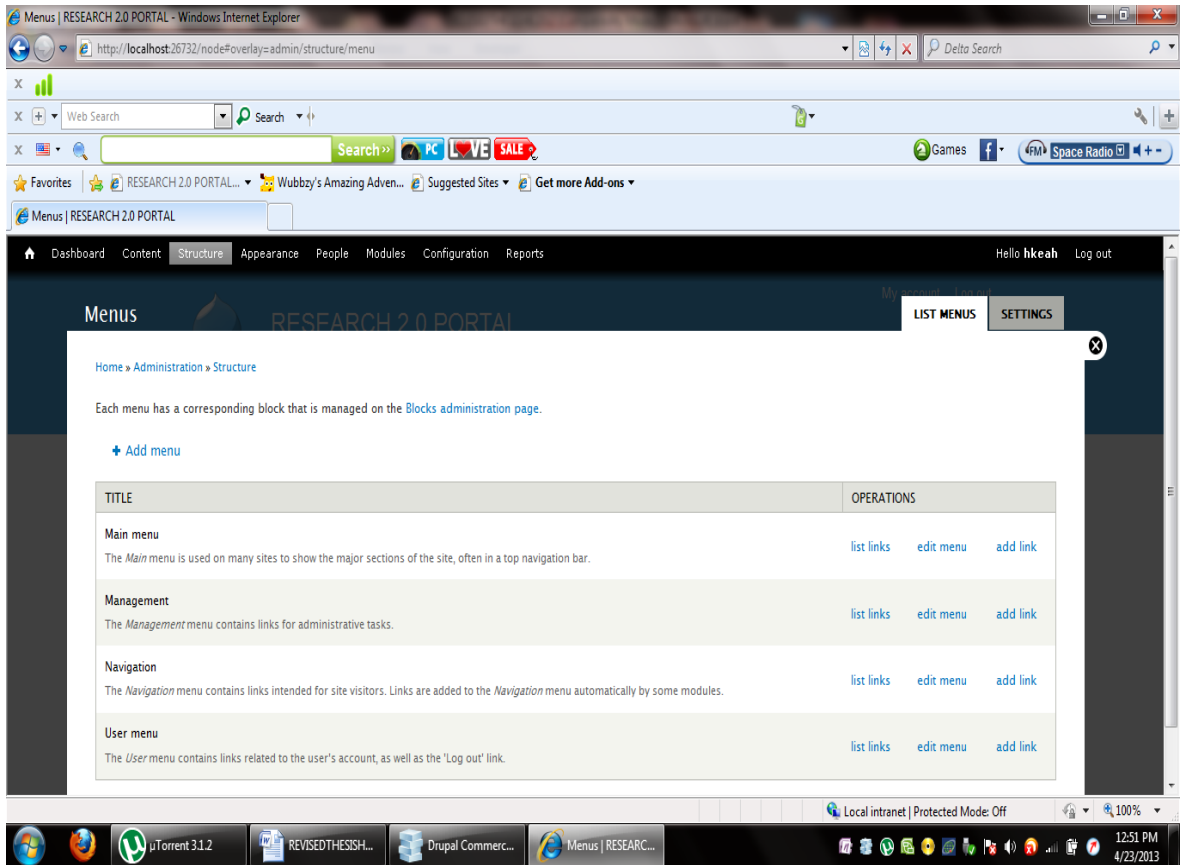 Menus | RESEARCH 2.0 PORTAL - Windows Internet Explorer
http://localhost:26732/node#overlay=admin/structure/menu
Delta Search
X
X Web Search Search
X Search PC LOVE SALE Games f FM Space Radio
Favorites RESEARCH 2.0 PORTAL... Wubbzy's Amazing Adven... Suggested Sites Get more Add-ons
Menus | RESEARCH 2.0 PORTAL
Dashboard Content Structure Appearance People Modules Configuration Reports Hello hkeah Log out
My account Log out
Menus RESEARCH 2.0 PORTAL LIST MENUS SETTINGS
Home » Administration » Structure
Each menu has a corresponding block that is managed on the Blocks administration page.
+ Add menu
TITLE OPERATIONS
Main menu
The Main menu is used on many sites to show the major sections of the site, often in a top navigation bar.
list links edit menu add link
Management
The Management menu contains links for administrative tasks.
list links edit menu add link
Navigation
The Navigation menu contains links intended for site visitors. Links are added to the Navigation menu automatically by some modules.
list links edit menu add link
User menu
The User menu contains links related to the user's account, as well as the 'Log out' link.
list links edit menu add link
Local intranet | Protected Mode: Off 100%
µTorrent 3.1.2 REVISEDTHESISH... Drupal Commerc... Menus | RESEARC... 12:51 PM
4/23/2013